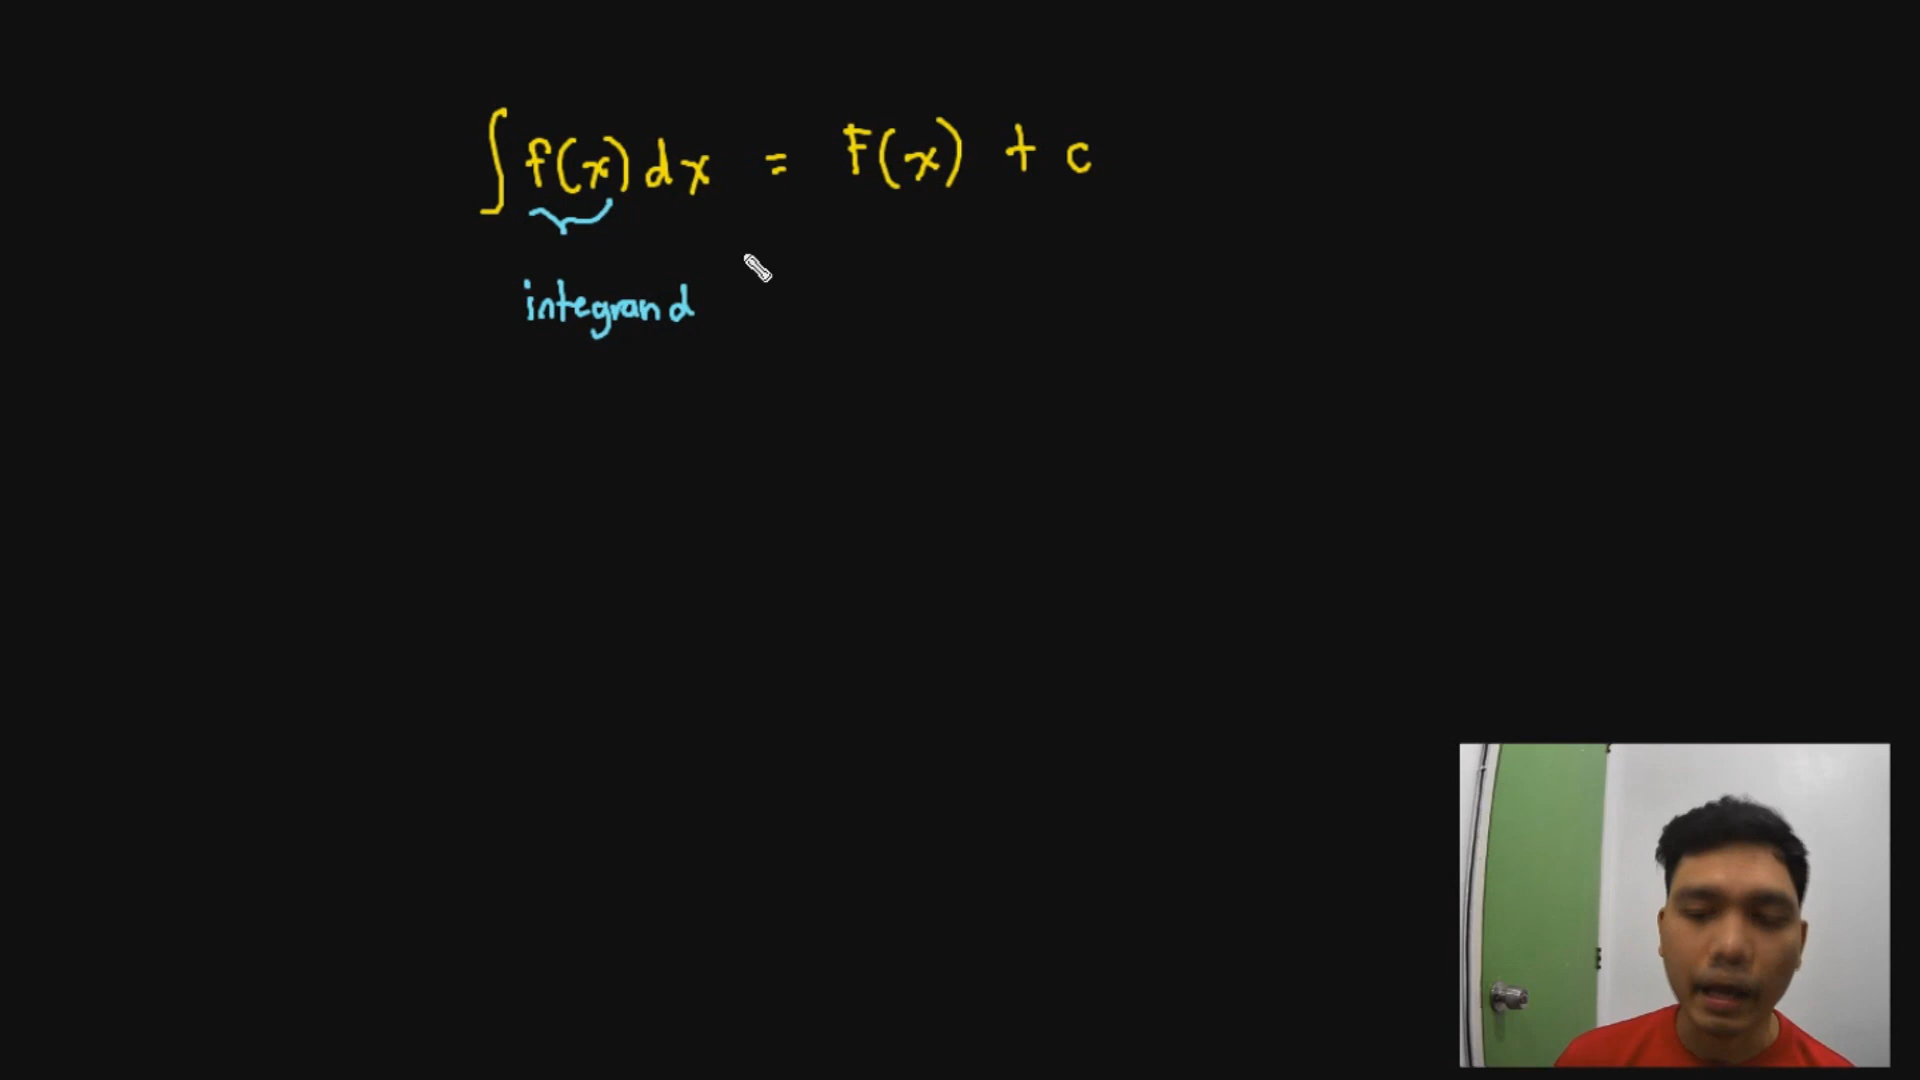 ∫ f(x) dx = F(x) + c
integrand